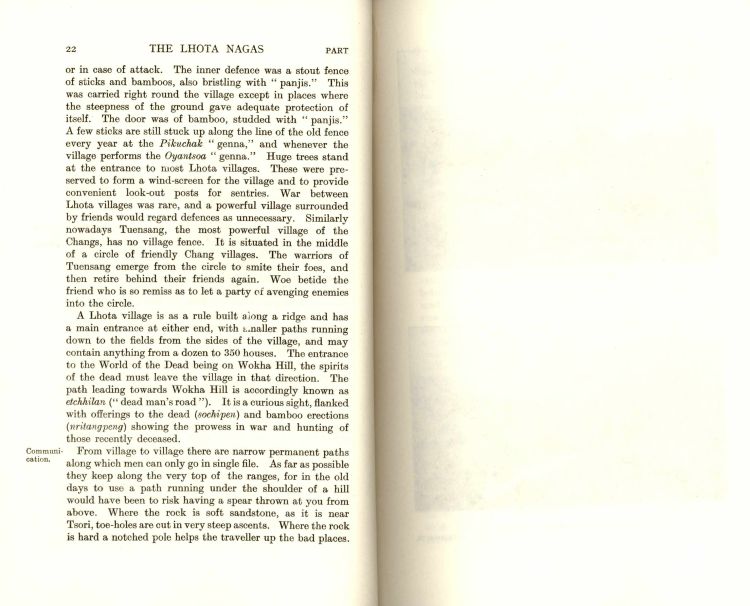 22 THE LHOTA NAGAS PART
or in case of attack. The inner defence was a stout fence
of sticks and bamboos, also bristling with " panjis." This
was carried right round the village except in places where
the steepness of the ground gave adequate protection of
itself. The door was of bamboo, studded with " panjis."
A few sticks are still stuck up along the line of the old fence
every year at the Pikuchak " genna," and whenever the
village performs the Oyantsoa " genna." Huge trees stand
at the entrance to most Lhota villages. These were pre-
served to form a wind-screen for the village and to provide
convenient look-out posts for sentries. War between
Lhota villages was rare, and a powerful village surrounded
by friends would regard defences as unnecessary. Similarly
nowadays Tuensang, the most powerful village of the
Changs, has no village fence. It is situated in the middle
of a circle of friendly Chang villages. The warriors of
Tuensang emerge from the circle to smite their foes, and
then retire behind their friends again. Woe betide the
friend who is so remiss as to let a party of avenging enemies
into the circle.
A Lhota village is as a rule built along a ridge and has
a main entrance at either end, with smaller paths running
down to the fields from the sides of the village, and may
contain anything from a dozen to 350 houses. The entrance
to the World of the Dead being on Wokha Hill, the spirits
of the dead must leave the village in that direction. The
path leading towards Wokha Hill is accordingly known as
etchhilan (" dead man's road "). It is a curious sight, flanked
with offerings to the dead (sochipen) and bamboo erections
(nritangpeng) showing the prowess in war and hunting of
those recently deceased.
Communi-
cation.
From village to village there are narrow permanent paths
along which men can only go in single file. As far as possible
they keep along the very top of the ranges, for in the old
days to use a path running under the shoulder of a hill
would have been to risk having a spear thrown at you from
above. Where the rock is soft sandstone, as it is near
Tsori, toe-holes are cut in very steep ascents. Where the rock
is hard a notched pole helps the traveller up the bad places.